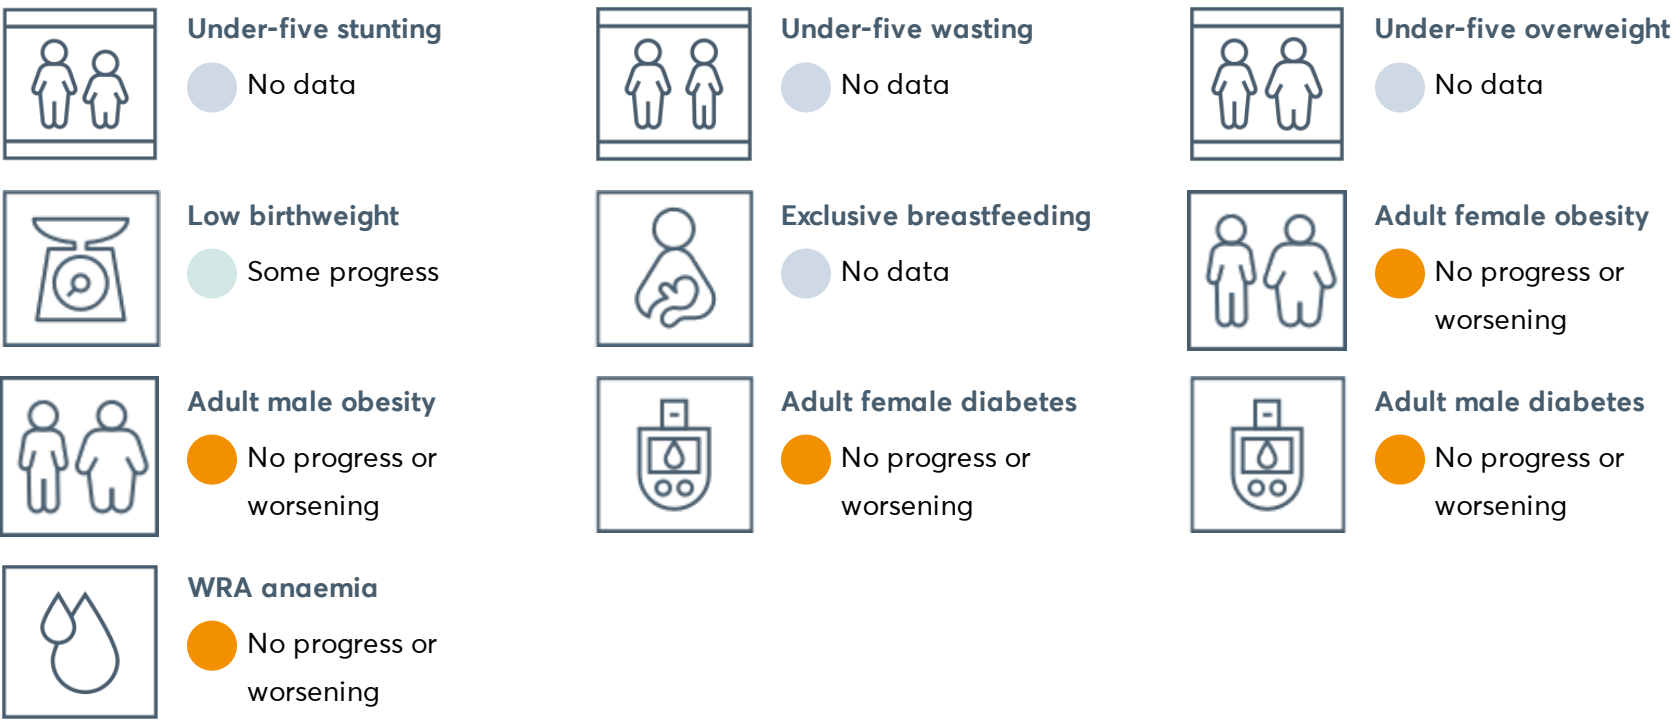 Under-five stunting
No data
Under-five wasting
No data
Under-five overweight
No data
Low birthweight
Some progress
Exclusive breastfeeding
No data
Adult female obesity
No progress or
worsening
Adult male obesity
No progress or
worsening
Adult female diabetes
No progress or
worsening
Adult male diabetes
No progress or
worsening
WRA anaemia
No progress or
worsening